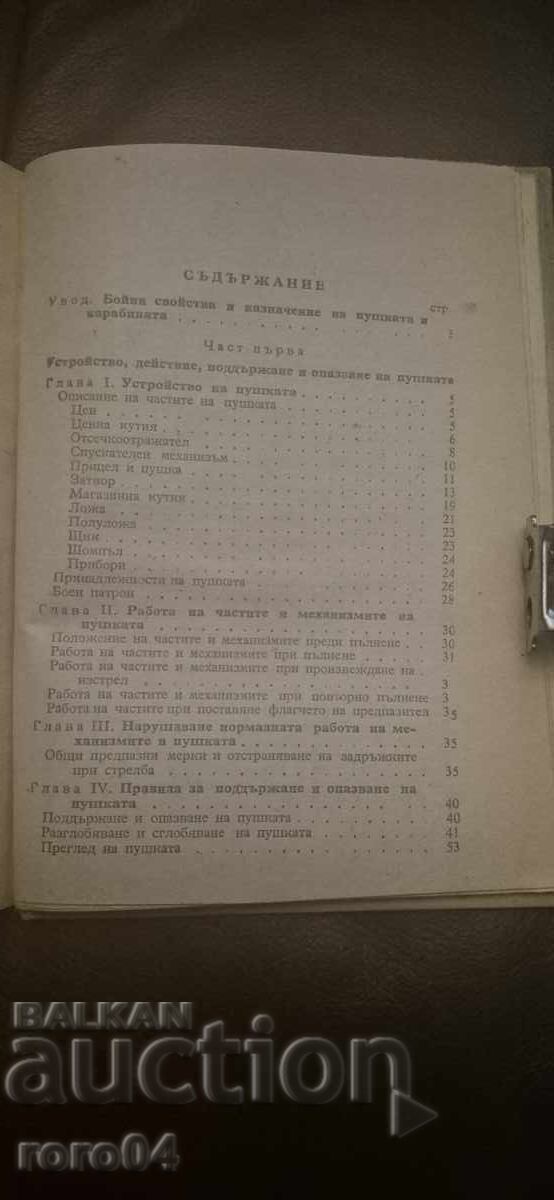 СЪДЪРЖАНИЕ
стр.
Увод. Бойни свойства и назначение на пушката и
карабината . . . . . . . . . . . . . 3
Част първа
Устройство, действие, поддържане и опазване на пушката
Глава I. Устройство на пушката . . . . . . . . 5
Описание на частите на пушката . . . . . . . . 5
Цев . . . . . . . . . . . . . 5
Цевна кутия . . . . . . . . . . . . 6
Отсечкоотражател . . . . . . . . . . . 8
Спускателен механизъм . . . . . . . . . . 10
Прицел и мушка . . . . . . . . . . . 11
Затвор . . . . . . . . . . . . . 13
Магазинна кутия . . . . . . . . . . . 19
Ложа . . . . . . . . . . . . . 21
Полуложа . . . . . . . . . . . . 23
Щик . . . . . . . . . . . . . 23
Шомпъл . . . . . . . . . . . . . 24
Прибори . . . . . . . . . . . . . 24
Принадлежности на пушката . . . . . . . . . 26
Боен патрон . . . . . . . . . . . . 28
Глава II. Работа на частите и механизмите на
пушката . . . . . . . . . . . . . 30
Положение на частите и механизмите преди пълнене . . 30
Работа на частите и механизмите при пълнене . . . 31
Работа на частите и механизмите при произвеждане на
изстрел . . . . . . . . . . . . . 3
Работа на частите и механизмите при повторно пълнене 3
Работа на частите при поставяне флагчето на предпазител 35
Глава III. Нарушаване нормалната работа на ме-
ханизмите в пушката . . . . . . . . . . 35
Общи предпазни мерки и отстраняване на задръжките
при стрелба . . . . . . . . . . . . 35
Глава IV. Правила за поддържане и опазване на
пушката . . . . . . . . . . . . . 40
Поддържане и опазване на пушката . . . . . . . 40
Разглобяване и сглобяване на пушката . . . . . . 41
Преглед на пушката . . . . . . . . . . . 53
BALKAN
auction
roro04